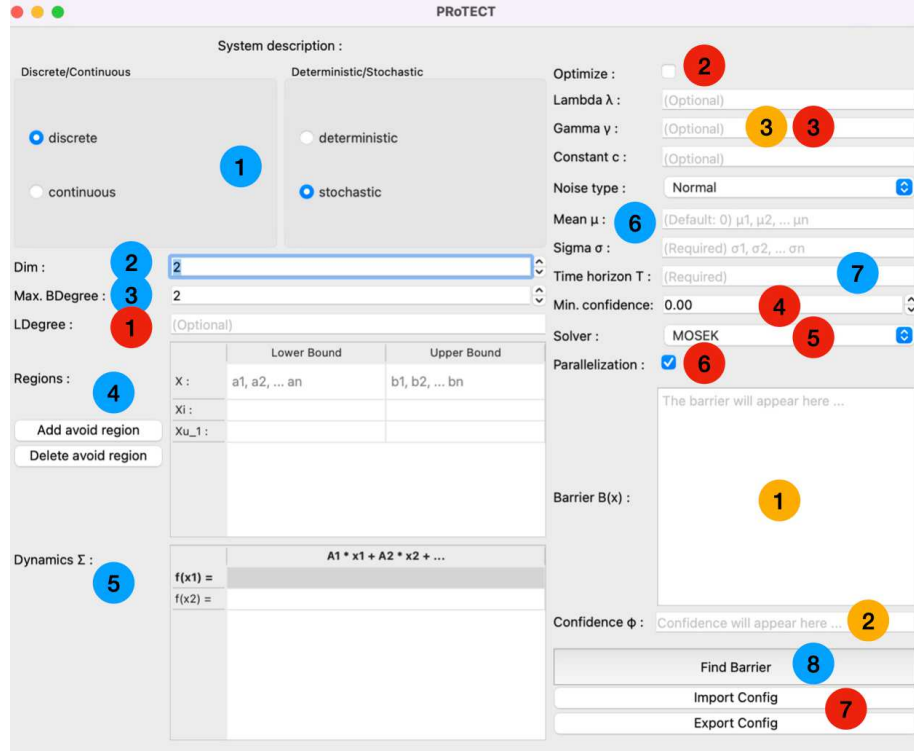 PRoTECT
System description :
Discrete/Continuous
Deterministic/Stochastic
discrete
continuous
1
deterministic
stochastic
Dim :
2
2
Max. BDegree :
3
2
LDegree :
1
(Optional)
Lower Bound
Upper Bound
Regions :
4
X :
a1, a2, ... an
b1, b2, ... bn
Xi :
Add avoid region
Xu_1 :
Delete avoid region
Dynamics Σ :
5
A1 * x1 + A2 * x2 + ...
f(x1) =
f(x2) =
Optimize :
2
Lambda λ :
(Optional)
Gamma γ :
(Optional)
3
3
Constant c :
(Optional)
Noise type :
Normal
Mean μ :
6
(Default: 0) μ1, μ2, ... μn
Sigma σ :
(Required) σ1, σ2, ... σn
Time horizon T :
(Required)
7
Min. confidence:
0.00
4
Solver :
MOSEK
5
Parallelization :
6
The barrier will appear here ...
Barrier B(x) :
1
Confidence ф :
Confidence will appear here ...
2
Find Barrier
8
Import Config
7
Export Config